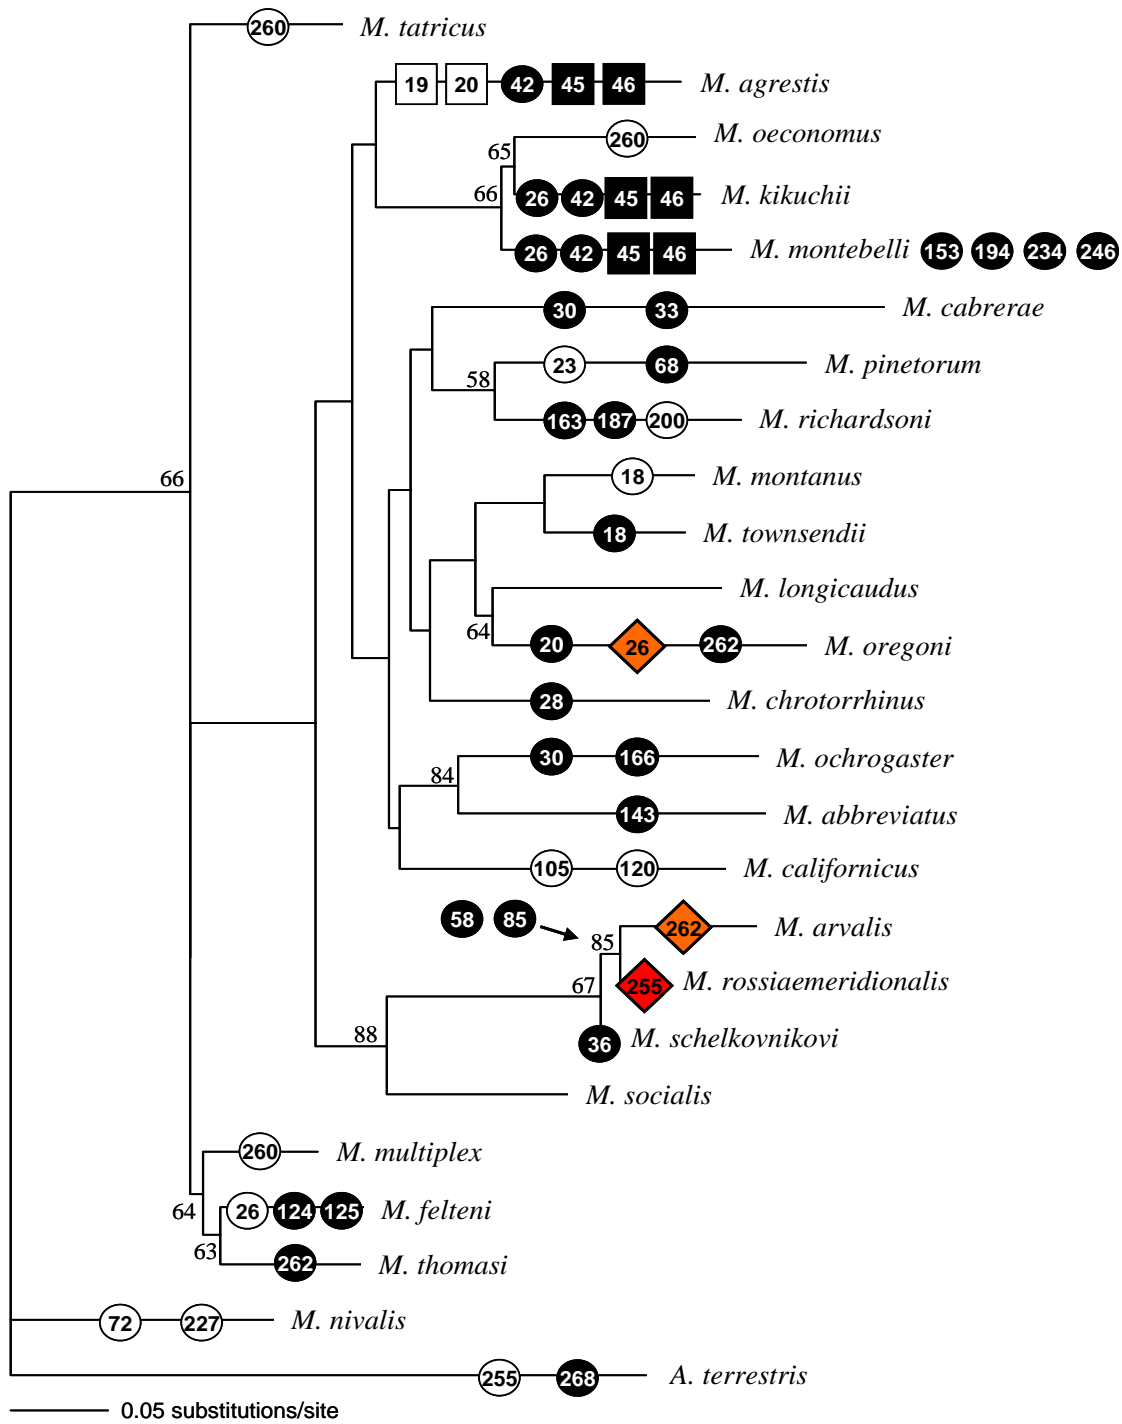 260 M. tatricus
19 20 42 45 46 M. agrestis
260 M. oeconomus
65
66 26 42 45 46 M. kikuchii
26 42 45 46 M. montebelli 153 194 234 246
30 33 M. cabrerae
23 68 M. pinetorum
58
163 187 200 M. richardsoni
18 M. montanus
66
18 M. townsendii
M. longicaudus
64
20 26 262 M. oregoni
28 M. chrotorrhinus
30 166 M. ochrogaster
84
143 M. abbreviatus
105 120 M. californicus
58 85 262 M. arvalis
85
67 255 M. rossiaemeridionalis
88 36 M. schelkovnikovi
M. socialis
260 M. multiplex
64 26 124 125 M. felteni
63
262 M. thomasi
72 227 M. nivalis
255 268 A. terrestris
0.05 substitutions/site